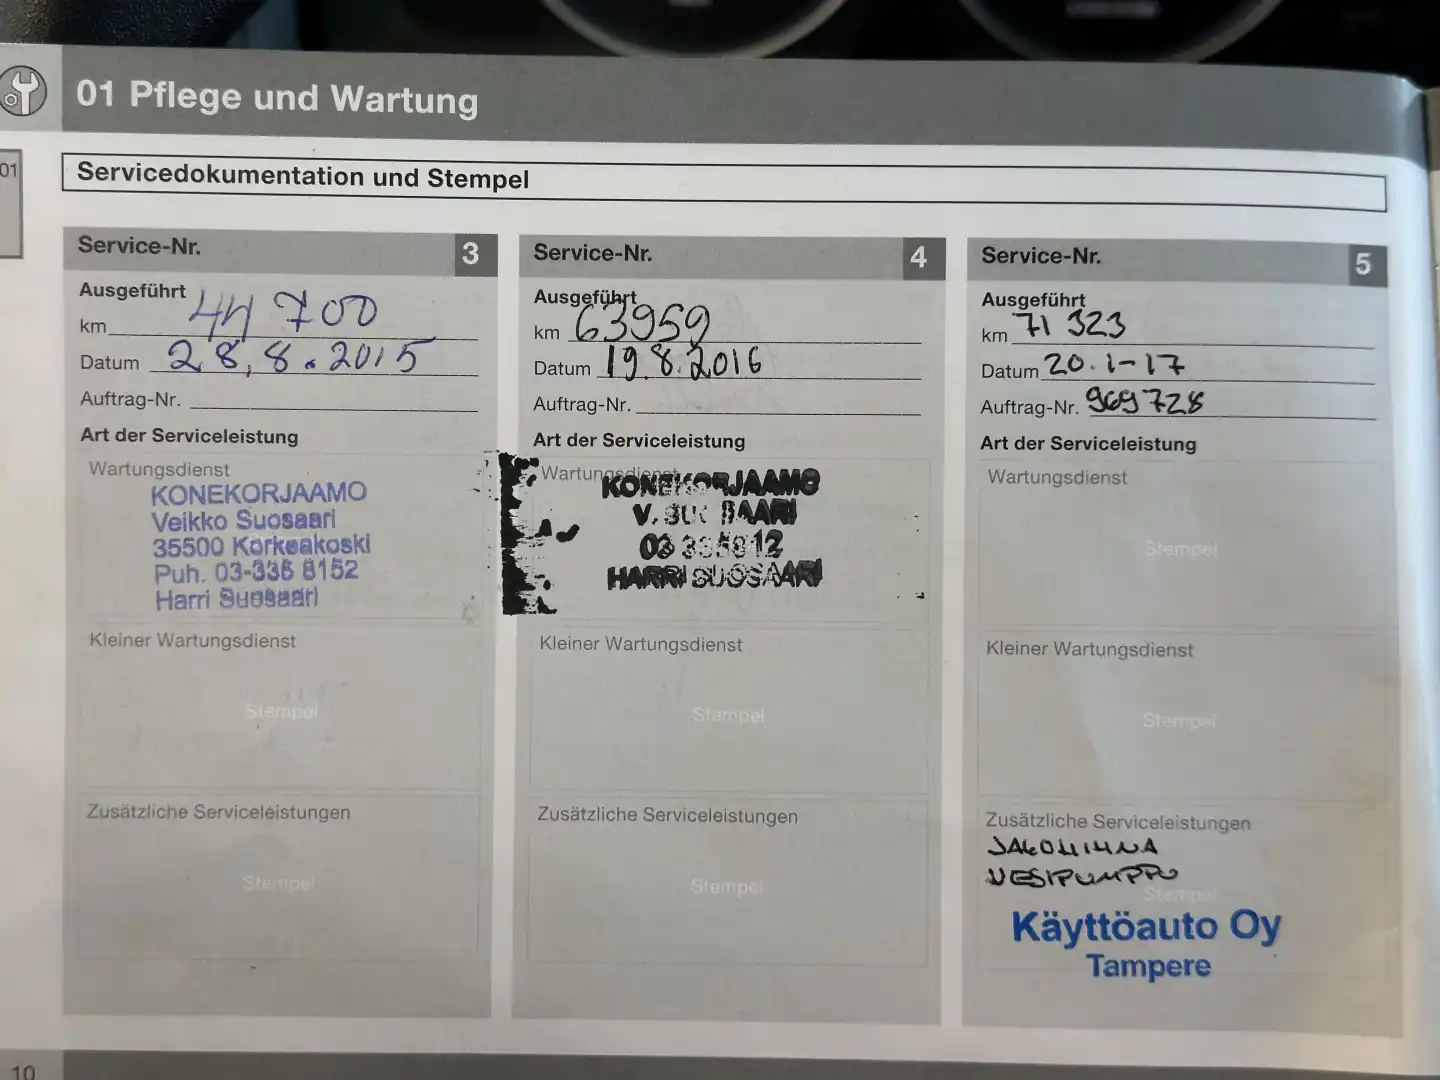 01 Pflege und Wartung
01
Servicedokumentation und Stempel
Service-Nr. 3
Ausgeführt
km 44 700
Datum 28.8.2015
Auftrag-Nr.
Art der Serviceleistung
Wartungsdienst
KONEKORJAAMO
Veikko Suosaari
35500 Korkeakoski
Puh. 03-335 8152
Harri Suosaari
Kleiner Wartungsdienst
Stempel
Zusätzliche Serviceleistungen
Stempel
Service-Nr. 4
Ausgeführt
km 63959
Datum 19.8.2016
Auftrag-Nr.
Art der Serviceleistung
Wartungsdienst
KONEKORJAAMO
V. SUOSAARI
HARRI SUOSAARI
Kleiner Wartungsdienst
Stempel
Zusätzliche Serviceleistungen
Stempel
Service-Nr. 5
Ausgeführt
km 71 323
Datum 20.1-17
Auftrag-Nr. 969728
Art der Serviceleistung
Wartungsdienst
Stempel
Kleiner Wartungsdienst
Stempel
Zusätzliche Serviceleistungen
JAKOHIHNA
VESIPUMPPU
Stempel
Käyttöauto Oy
Tampere
10